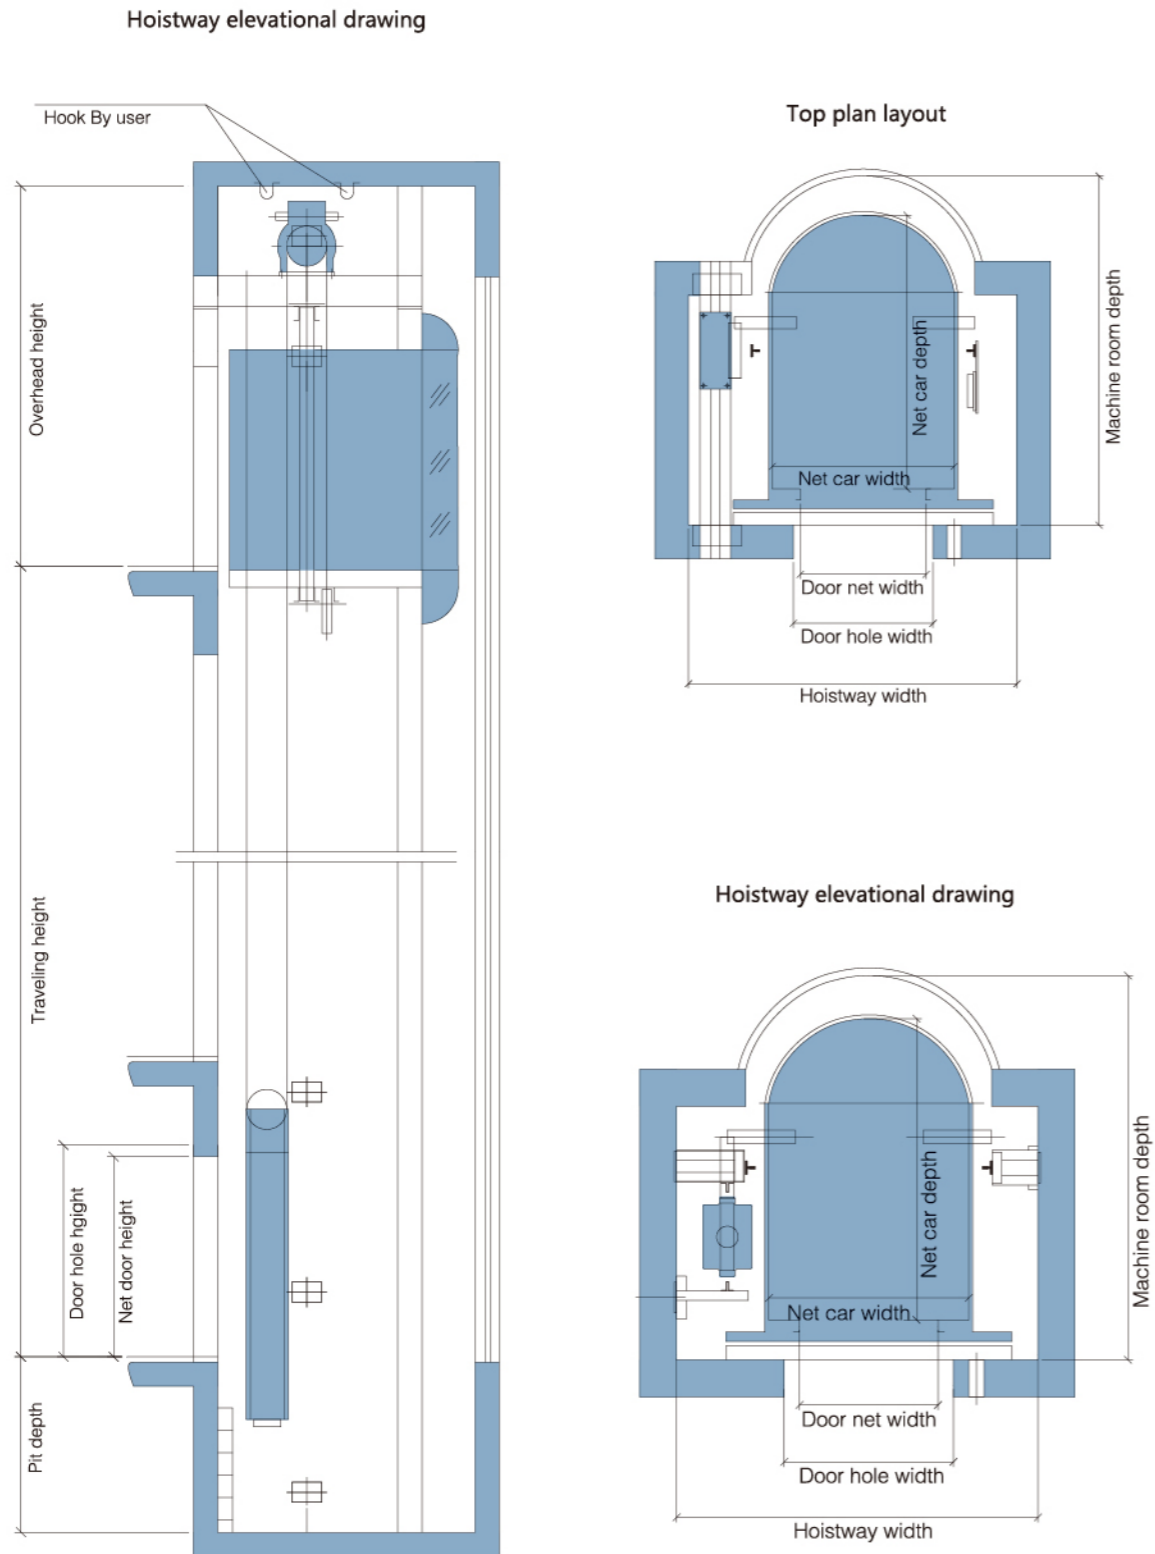 Hoistway elevational drawing
Hook By user
Overhead height
Traveling height
Door hole hgight
Net door height
Pit depth
Top plan layout
Machine room depth
Net car depth
Net car width
Door net width
Door hole width
Hoistway width
Hoistway elevational drawing
Machine room depth
Net car depth
Net car width
Door net width
Door hole width
Hoistway width